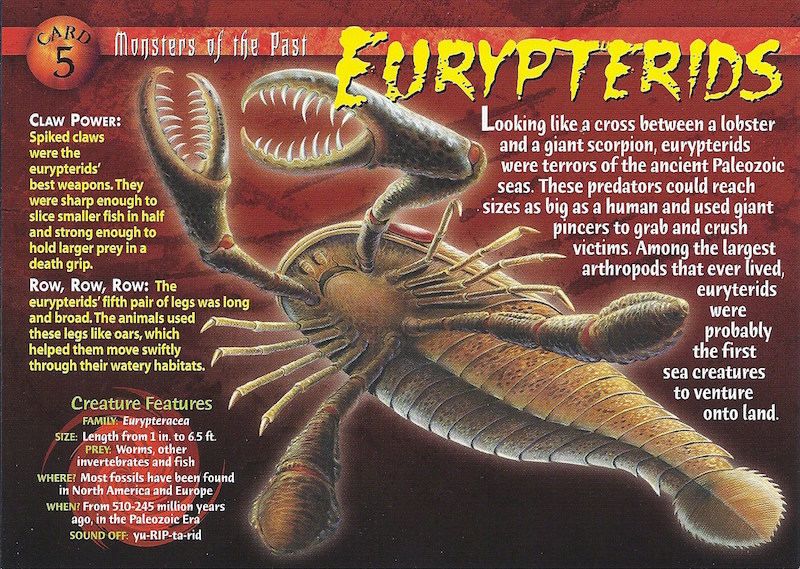 CARD
5
Monsters of the Past
EURYPTERIDS
CLAW POWER:
Spiked claws
were the
eurypterids'
best weapons. They
were sharp enough to
slice smaller fish in half
and strong enough to
hold larger prey in a
death grip.
ROW, ROW, ROW: The
eurypterids' fifth pair of legs was long
and broad. The animals used
these legs like oars, which
helped them move swiftly
through their watery habitats.
Looking like a cross between a lobster
and a giant scorpion, eurypterids
were terrors of the ancient Paleozoic
seas. These predators could reach
sizes as big as a human and used giant
pincers to grab and crush
victims. Among the largest
arthropods that ever lived,
euryterids
were
probably
the first
sea creatures
to venture
onto land.
Creature Features
FAMILY: Eurypteracea
SIZE: Length from 1 in. to 6.5 ft.
PREY: Worms, other
invertebrates and fish
WHERE? Most fossils have been found
in North America and Europe
WHEN? From 510-245 million years
ago, in the Paleozoic Era
SOUND OFF: yu-RIP-ta-rid